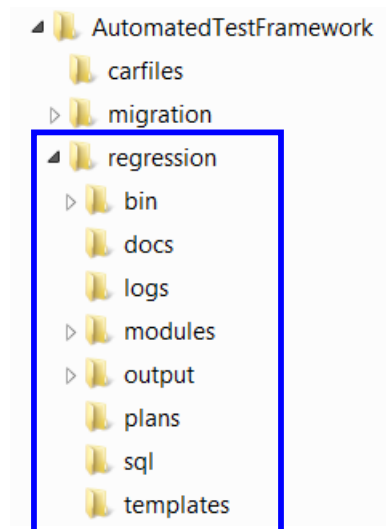 AutomatedTestFramework
carfiles
migration
regression
bin
docs
logs
modules
output
plans
sql
templates